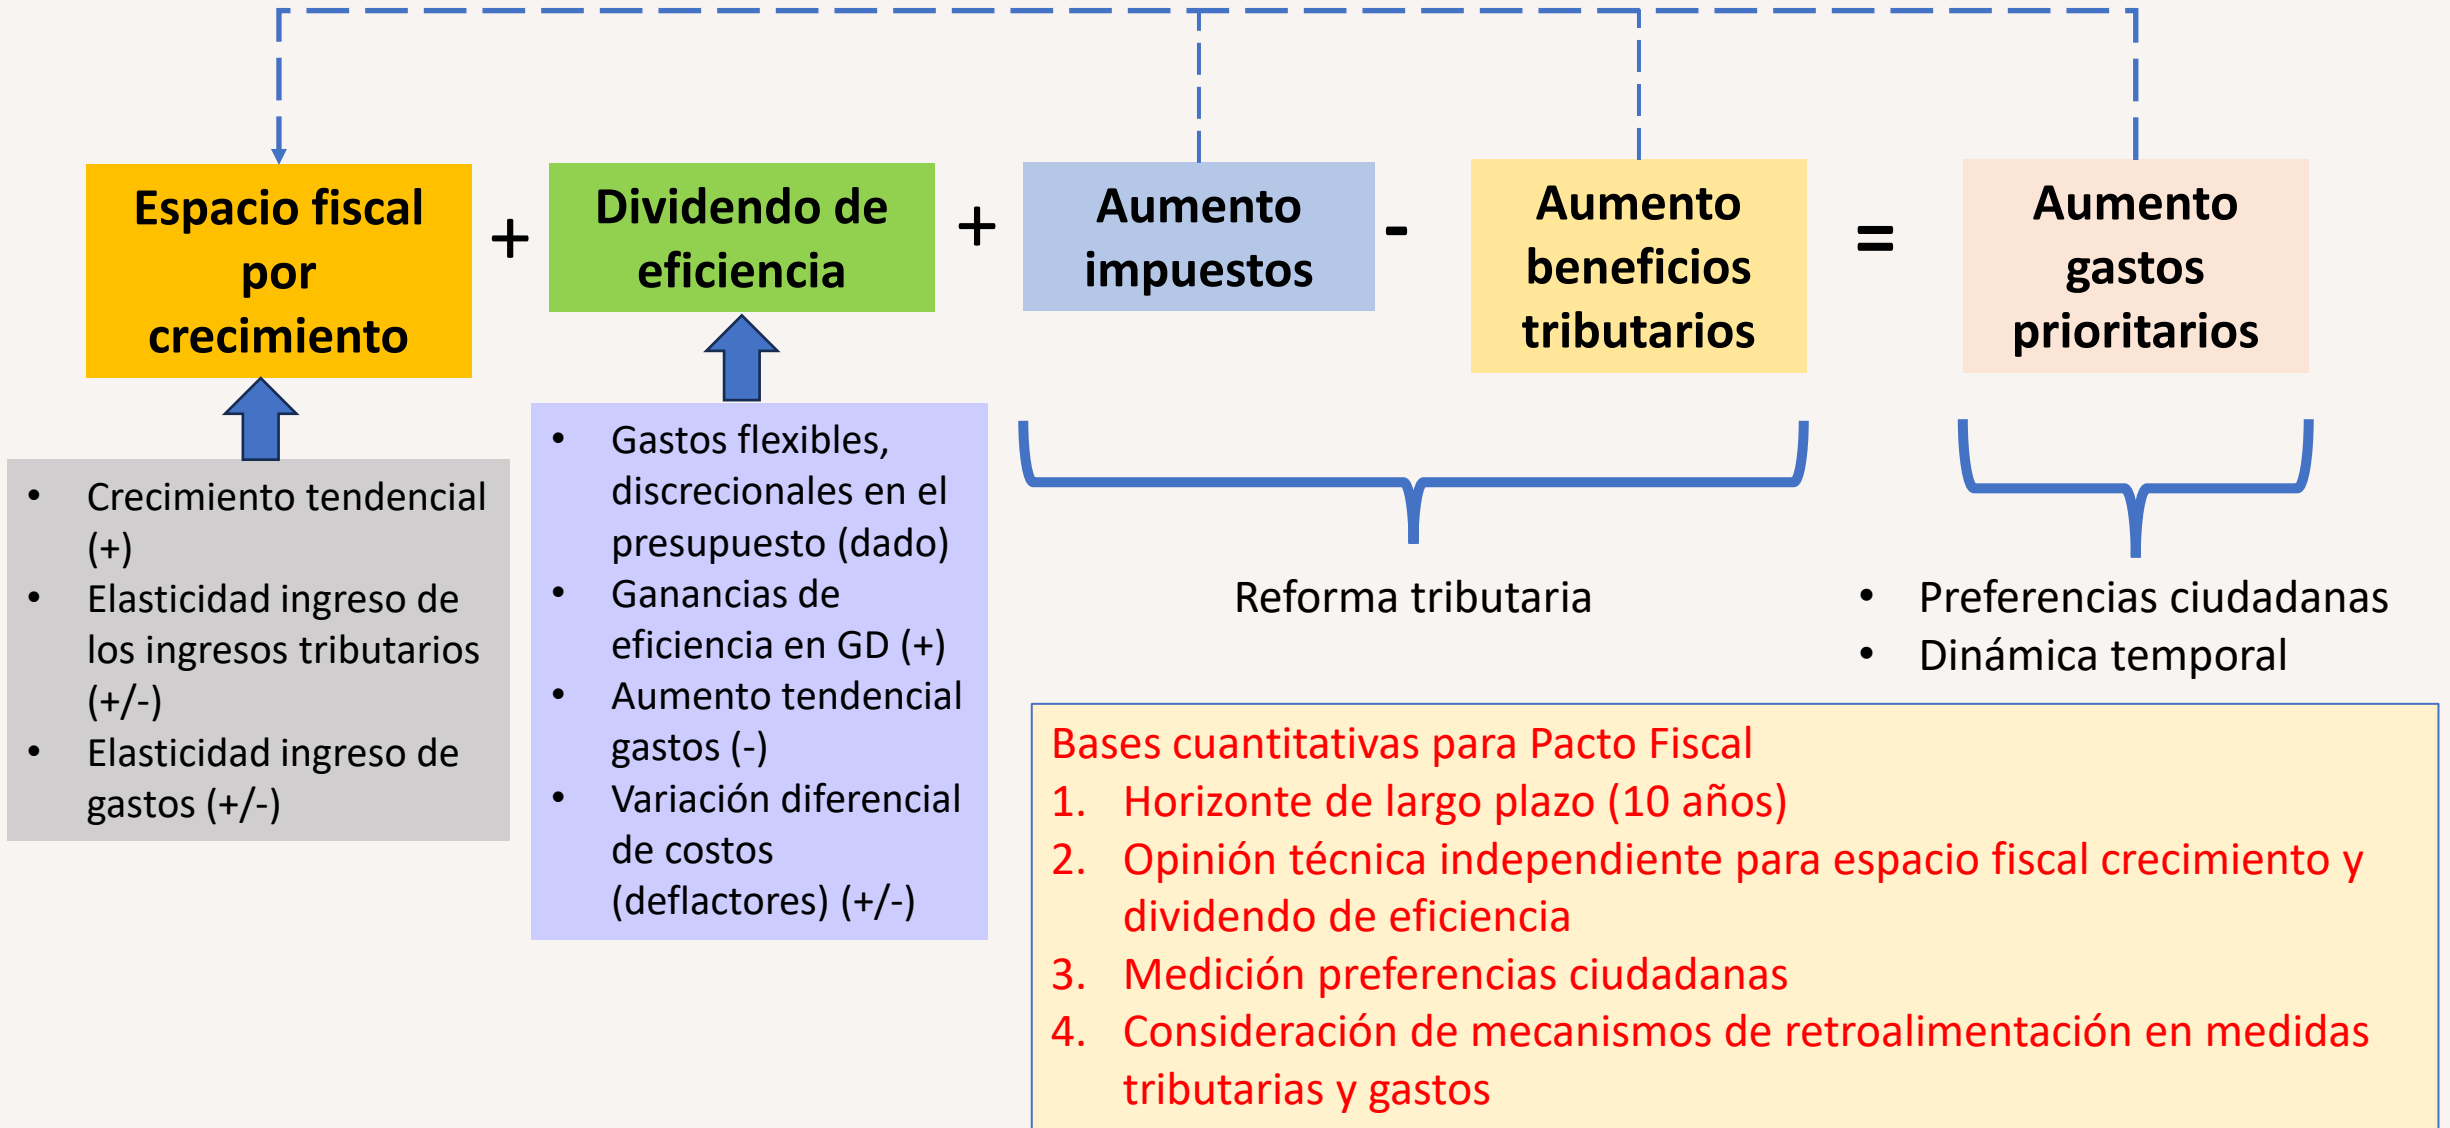 Espacio fiscal
por
crecimiento
+
Dividendo de
eficiencia
+
Aumento
impuestos
-
Aumento
beneficios
tributarios
=
Aumento
gastos
prioritarios
• Crecimiento tendencial
(+)
• Elasticidad ingreso de
los ingresos tributarios
(+/-)
• Elasticidad ingreso de
gastos (+/-)
• Gastos flexibles,
discrecionales en el
presupuesto (dado)
• Ganancias de
eficiencia en GD (+)
• Aumento tendencial
gastos (-)
• Variación diferencial
de costos
(deflactores) (+/-)
Reforma tributaria
• Preferencias ciudadanas
• Dinámica temporal
Bases cuantitativas para Pacto Fiscal
1. Horizonte de largo plazo (10 años)
2. Opinión técnica independiente para espacio fiscal crecimiento y
dividendo de eficiencia
3. Medición preferencias ciudadanas
4. Consideración de mecanismos de retroalimentación en medidas
tributarias y gastos